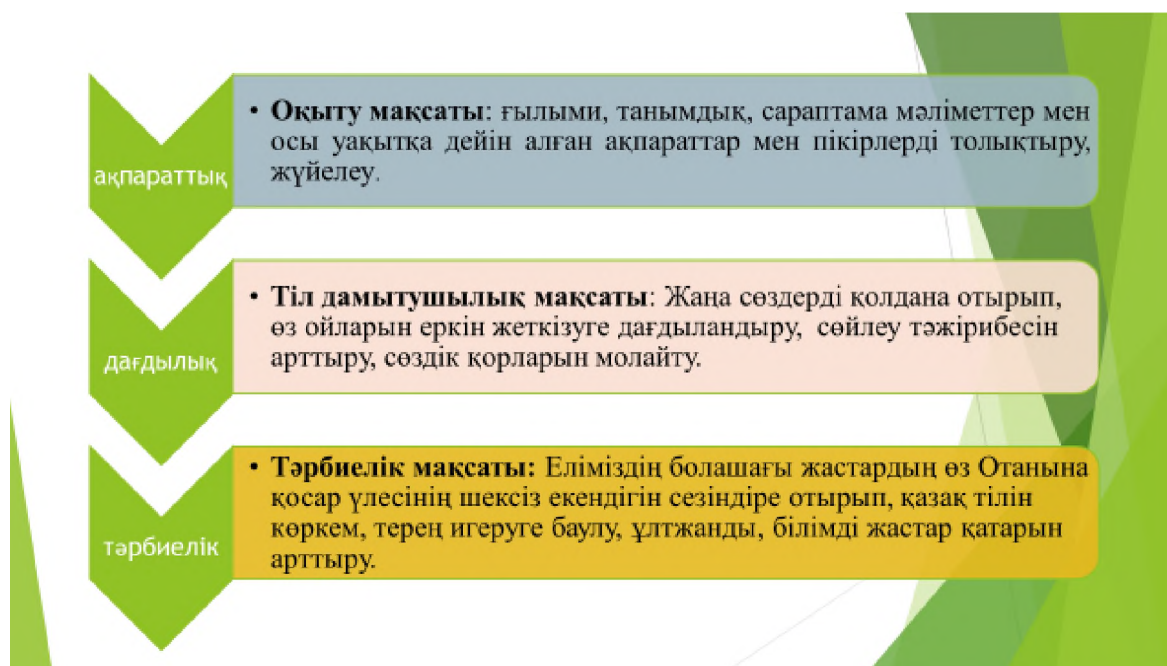 ақпараттық
• Оқыту мақсаты: ғылыми, танымдық, сараптама мәліметтер мен
осы уақытқа дейін алған ақпараттар мен пікірлерді толықтыру,
жүйелеу.
дағдылық
• Тіл дамытушылық мақсаты: Жаңа сөздерді қолдана отырып,
өз ойларын еркін жеткізуге дағдыландыру, сөйлеу тәжірибесін
арттыру, сөздік қорларын молайту.
тәрбиелік
• Тәрбиелік мақсаты: Еліміздің болашағы жастардың өз Отанына
қосар үлесінің шексіз екендігін сезіндіре отырып, қазақ тілін
көркем, терең игеруге баулу, ұлтжанды, білімді жастар қатарын
арттыру.